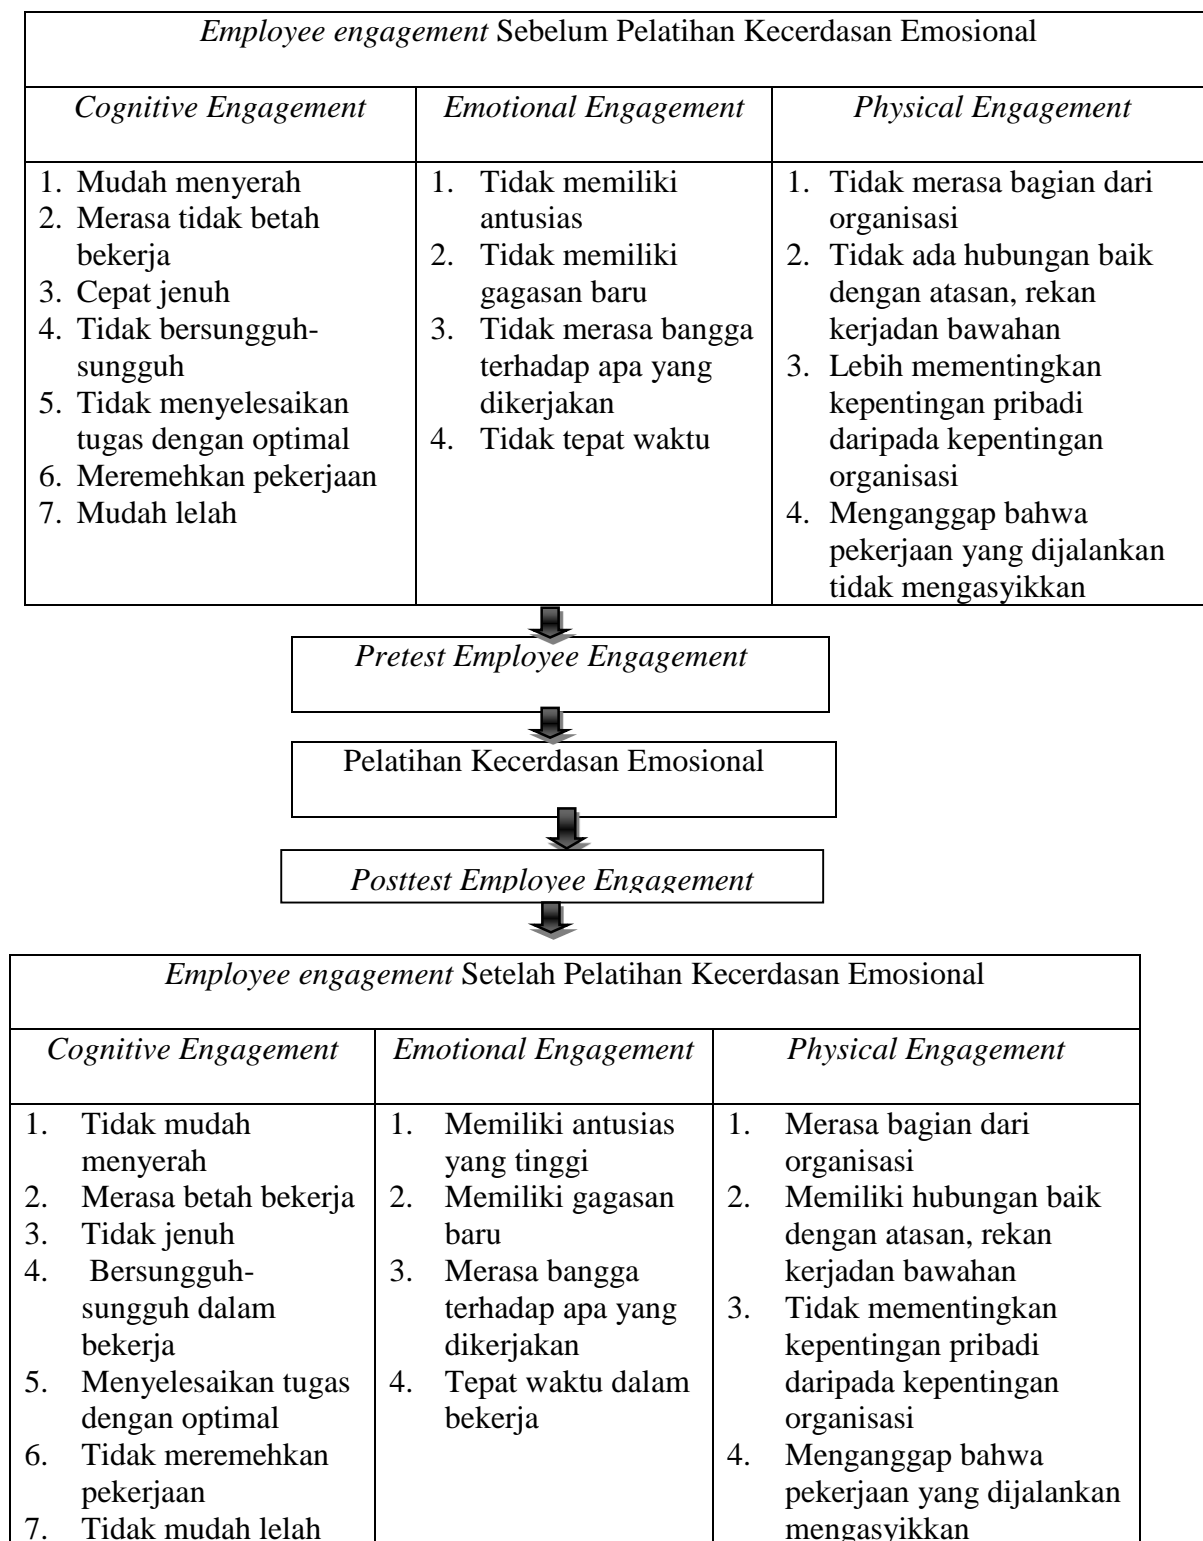 Employee engagement Sebelum Pelatihan Kecerdasan Emosional
Cognitive Engagement
Emotional Engagement
Physical Engagement
1. Mudah menyerah
2. Merasa tidak betah
bekerja
3. Cepat jenuh
4. Tidak bersungguh-
sungguh
5. Tidak menyelesaikan
tugas dengan optimal
6. Meremehkan pekerjaan
7. Mudah lelah
1. Tidak memiliki
antusias
2. Tidak memiliki
gagasan baru
3. Tidak merasa bangga
terhadap apa yang
dikerjakan
4. Tidak tepat waktu
1. Tidak merasa bagian dari
organisasi
2. Tidak ada hubungan baik
dengan atasan, rekan
kerjadan bawahan
3. Lebih mementingkan
kepentingan pribadi
daripada kepentingan
organisasi
4. Menganggap bahwa
pekerjaan yang dijalankan
tidak mengasyikkan
Pretest Employee Engagement
Pelatihan Kecerdasan Emosional
Posttest Employee Engagement
Employee engagement Setelah Pelatihan Kecerdasan Emosional
Cognitive Engagement
Emotional Engagement
Physical Engagement
1. Tidak mudah
menyerah
2. Merasa betah bekerja
3. Tidak jenuh
4. Bersungguh-
sungguh dalam
bekerja
5. Menyelesaikan tugas
dengan optimal
6. Tidak meremehkan
pekerjaan
7. Tidak mudah lelah
1. Memiliki antusias
yang tinggi
2. Memiliki gagasan
baru
3. Merasa bangga
terhadap apa yang
dikerjakan
4. Tepat waktu dalam
bekerja
1. Merasa bagian dari
organisasi
2. Memiliki hubungan baik
dengan atasan, rekan
kerjadan bawahan
3. Tidak mementingkan
kepentingan pribadi
daripada kepentingan
organisasi
4. Menganggap bahwa
pekerjaan yang dijalankan
mengasyikkan